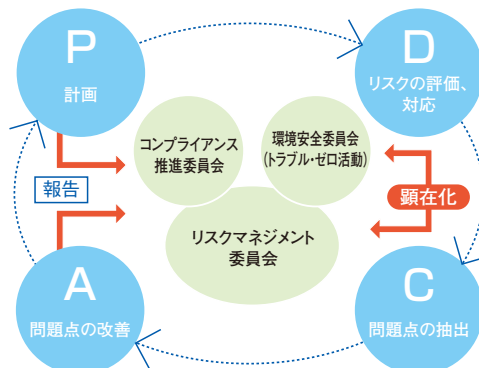 P
計画
D
リスクの評価、
対応
コンプライアンス
推進委員会
環境安全委員会
(トラブル・ゼロ活動)
報告
顕在化
リスクマネジメント
委員会
A
問題点の改善
C
問題点の抽出